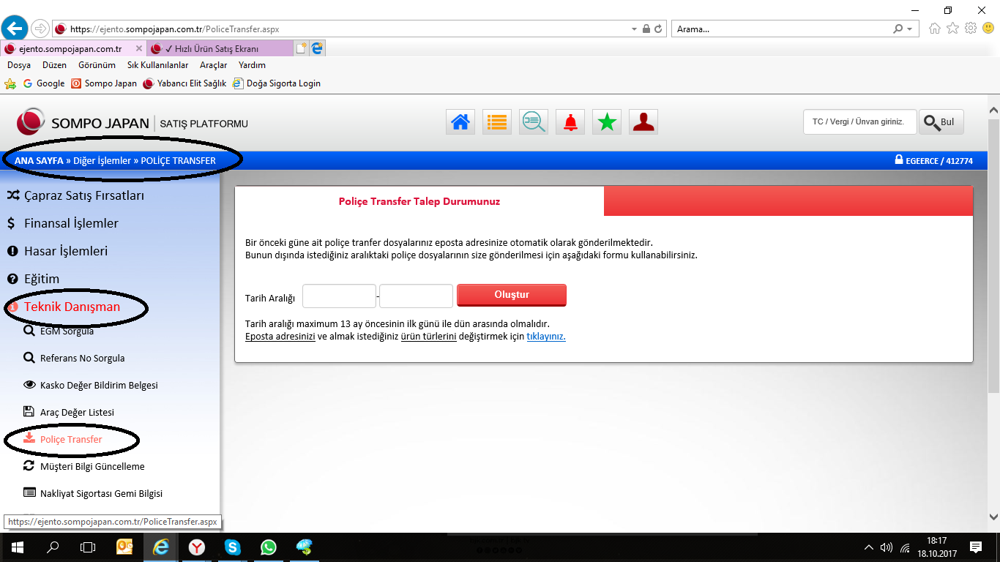 https://ejento.sompojapan.com.tr/PoliceTransfer.aspx
Arama...
ejento.sompojapan.com.tr
✓ Hızlı Ürün Satış Ekranı
Dosya Düzen Görünüm Sık Kullanılanlar Araçlar Yardım
Google Sompo Japan Yabancı Elit Sağlık Doğa Sigorta Login
SOMPO JAPAN SATIŞ PLATFORMU
TC / Vergi / Ünvan giriniz.
Bul
ANA SAYFA » Diğer İşlemler » POLİÇE TRANSFER
EGEERCE / 412774
Çapraz Satış Fırsatları
Finansal İşlemler
Hasar İşlemleri
Eğitim
Teknik Danışman
EGM Sorgula
Referans No Sorgula
Kasko Değer Bildirim Belgesi
Araç Değer Listesi
Poliçe Transfer
Müşteri Bilgi Güncelleme
Nakliyat Sigortası Gemi Bilgisi
https://ejento.sompojapan.com.tr/PoliceTransfer.aspx
Poliçe Transfer Talep Durumunuz
Bir önceki güne ait poliçe tranfer dosyalarınız eposta adresinize otomatik olarak gönderilmektedir.
Bunun dışında istediğiniz aralıktaki poliçe dosyalarının size gönderilmesi için aşağıdaki formu kullanabilirsiniz.
Tarih Aralığı - Oluştur
Tarih aralığı maximum 13 ay öncesinin ilk günü ile dün arasında olmalıdır.
Eposta adresinizi ve almak istediğiniz ürün türlerini değiştirmek için tıklayınız.
18:17
18.10.2017